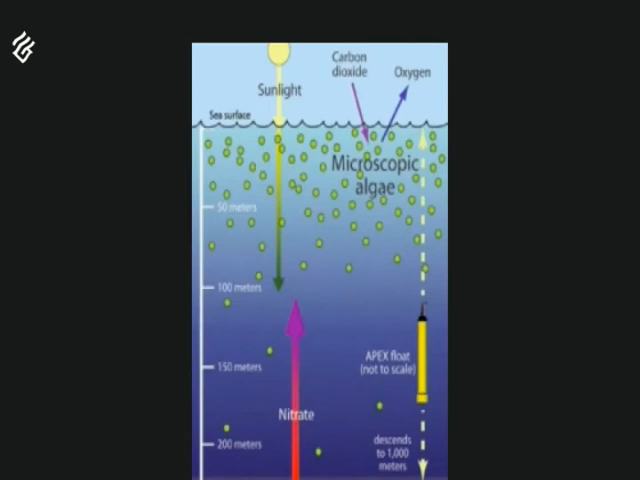 Carbon
dioxide
Oxygen
Sunlight
Sea surface
Microscopic
algae
50 meters
100 meters
150 meters
APEX float
(not to scale)
Nitrate
200 meters
descends
to 1,000
meters